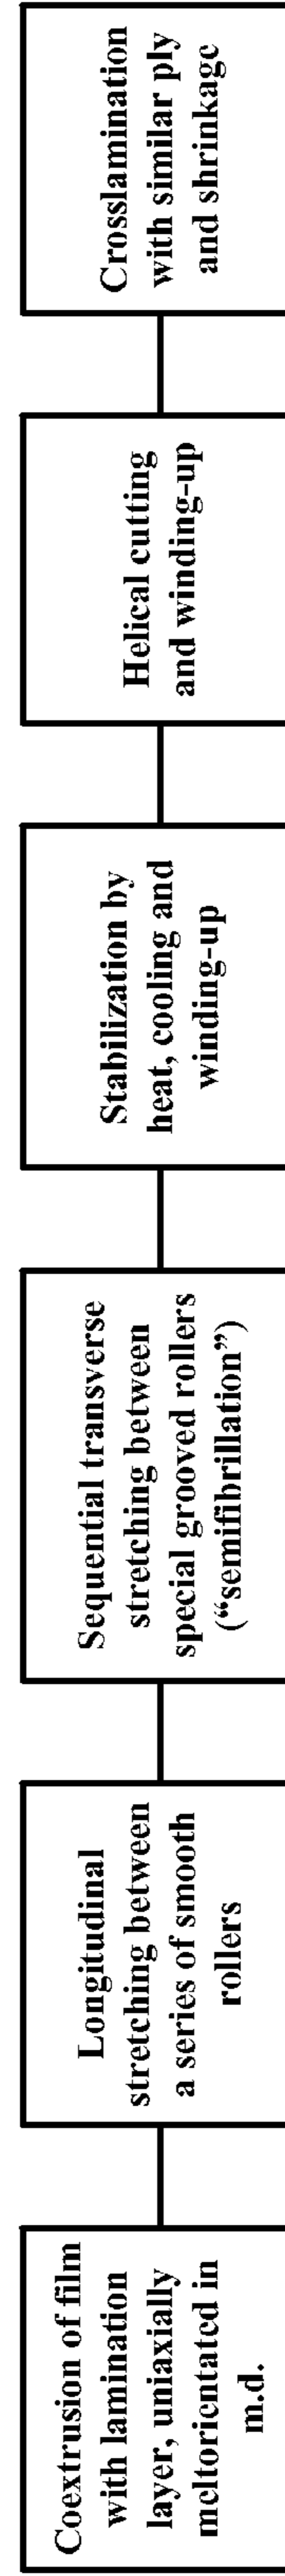 Coextrusion of film
with lamination
layer, uniaxially
meltorientated in
m.d.
Longitudinal
stretching between
a series of smooth
rollers
Sequential transverse
stretching between
special grooved rollers
(“semifibrillation”)
Stabilization by
heat, cooling and
winding-up
Helical cutting
and winding-up
Crosslamination
with similar ply
and shrinkage